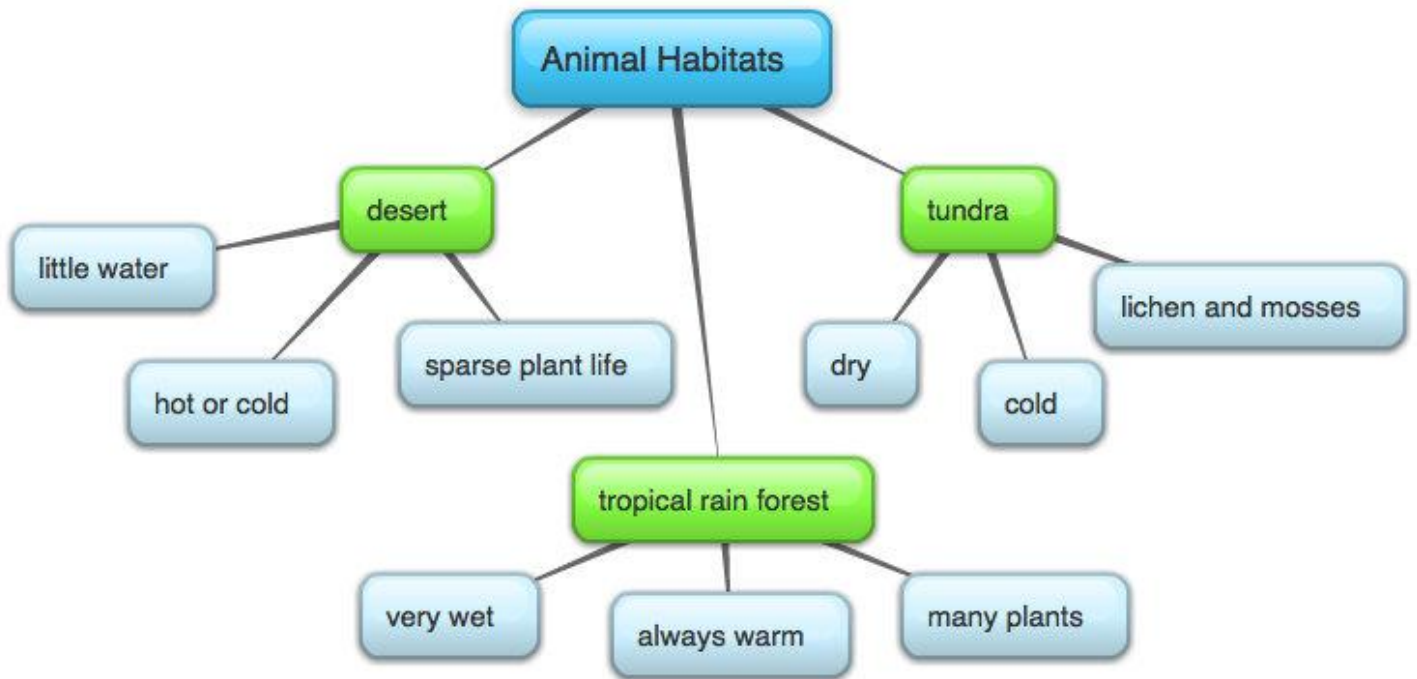 Animal Habitats
desert
tundra
little water
hot or cold
sparse plant life
dry
cold
lichen and mosses
tropical rain forest
very wet
always warm
many plants